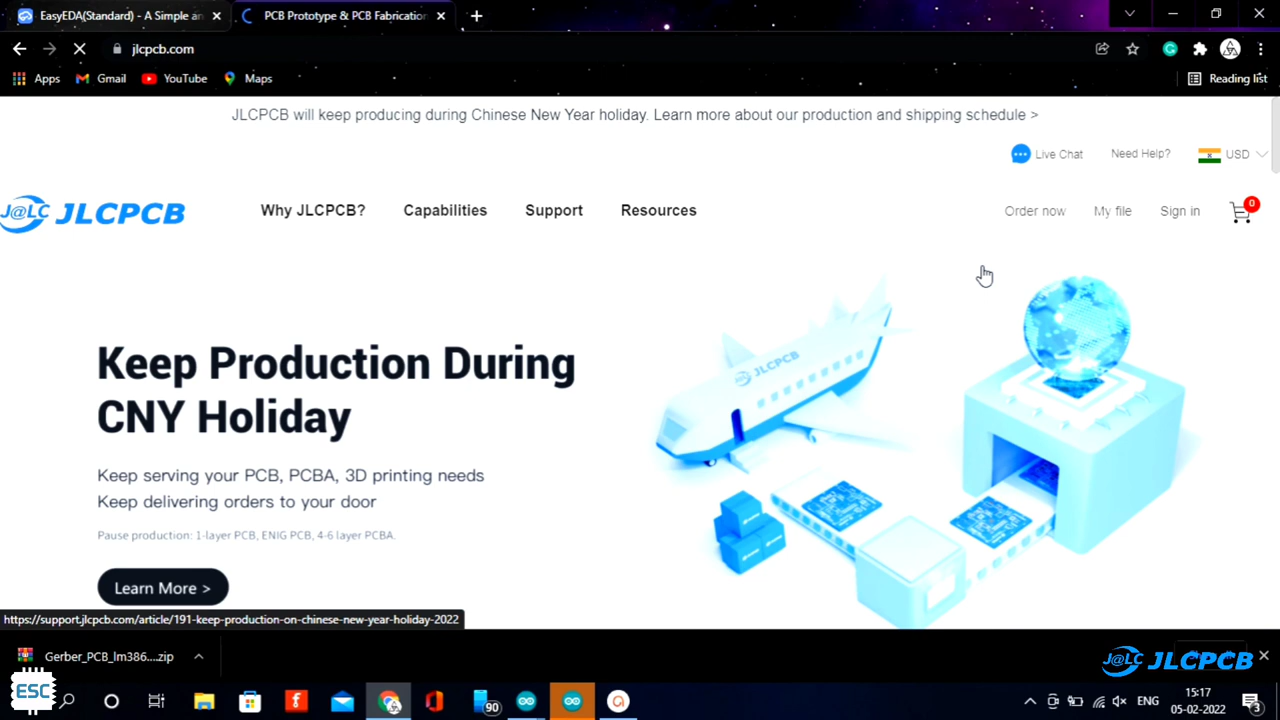 EasyEDA(Standard) - A Simple an
PCB Prototype & PCB Fabrication
jlcpcb.com
Apps
Gmail
YouTube
Maps
Reading list
JLCPCB will keep producing during Chinese New Year holiday. Learn more about our production and shipping schedule >
Live Chat
Need Help?
USD
J@LC JLCPCB
Why JLCPCB?
Capabilities
Support
Resources
Order now
My file
Sign in
0
Keep Production During
CNY Holiday
JLCPCB
Keep serving your PCB, PCBA, 3D printing needs
Keep delivering orders to your door
Pause production: 1-layer PCB, ENIG PCB, 4-6 layer PCBA.
Learn More >
https://support.jlcpcb.com/article/191-keep-production-on-chinese-new-year-holiday-2022
Gerber_PCB_lm386....zip
J@LC JLCPCB
ESC
90
ENG
15:17
05-02-2022
3